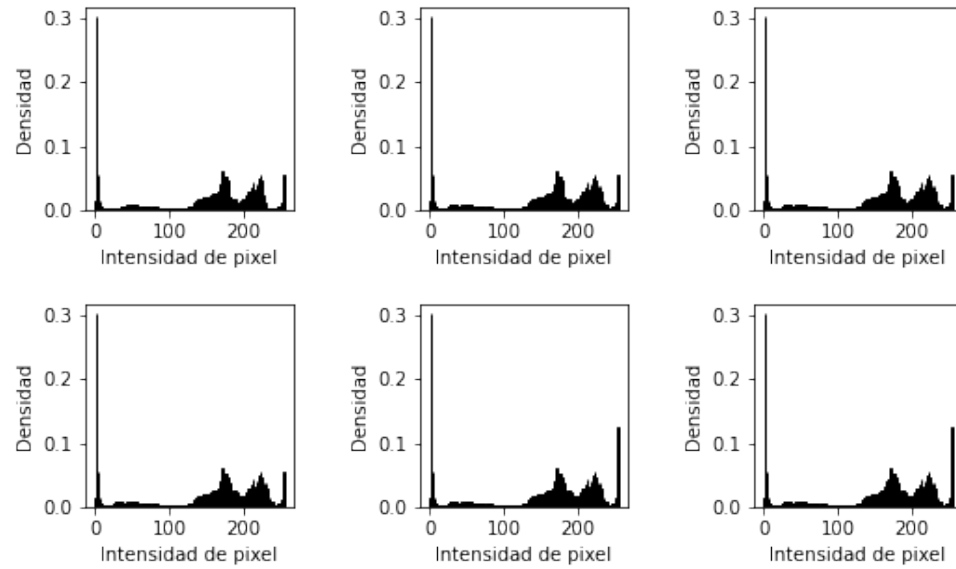 0.3 0.3 0.3
Densidad Densidad Densidad
0.2 0.2 0.2
0.1 0.1 0.1
0.0 0.0 0.0
0 100 200 0 100 200 0 100 200
Intensidad de pixel Intensidad de pixel Intensidad de pixel
0.3 0.3 0.3
Densidad Densidad Densidad
0.2 0.2 0.2
0.1 0.1 0.1
0.0 0.0 0.0
0 100 200 0 100 200 0 100 200
Intensidad de pixel Intensidad de pixel Intensidad de pixel